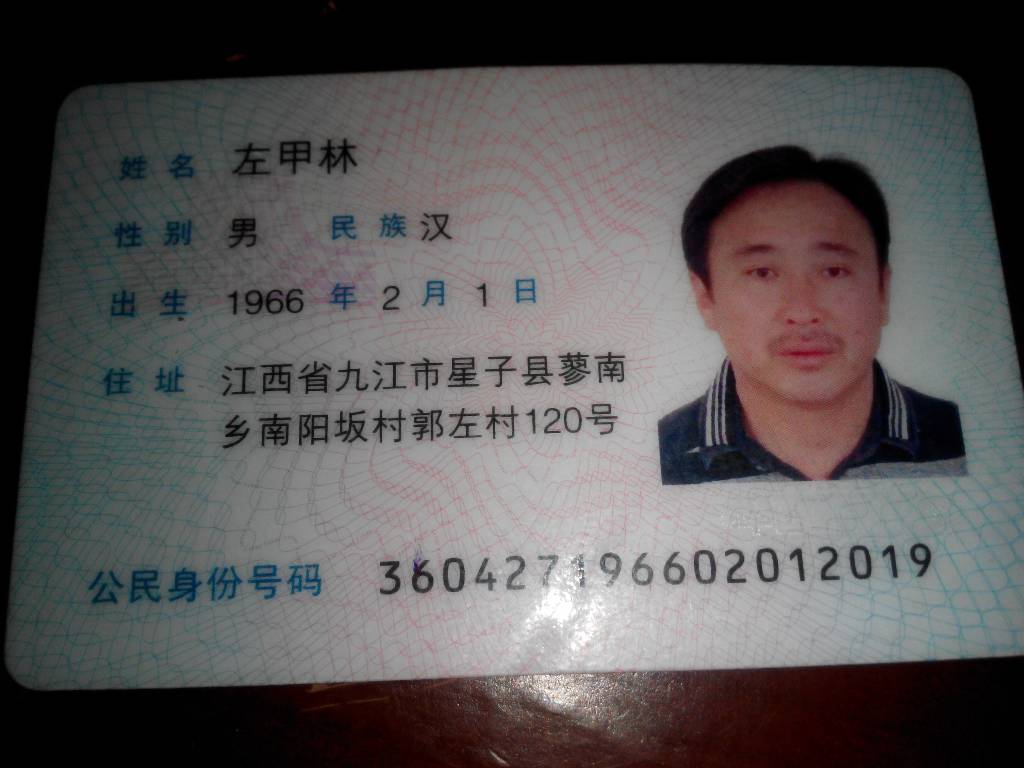 姓名 左甲林
性别 男 民族 汉
出生 1966 年 2 月 1 日
住址 江西省九江市星子县蓼南
乡南阳坂村郭左村120号
公民身份号码 360427196602012019